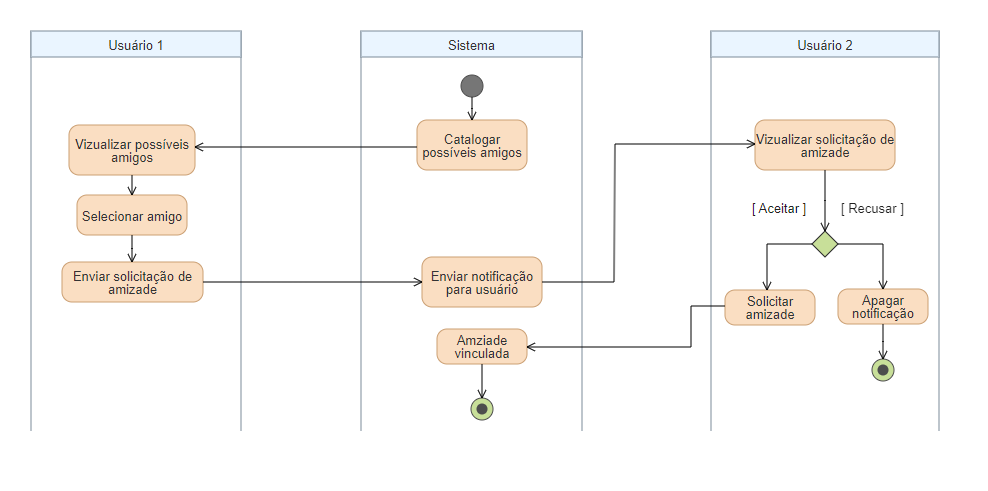 Usuário 1
Sistema
Usuário 2
Vizualizar possíveis
amigos
Catalogar
possíveis amigos
Vizualizar solicitação de
amizade
Selecionar amigo
[ Aceitar ]
[ Recusar ]
Enviar solicitação de
amizade
Enviar notificação
para usuário
Solicitar
amizade
Apagar
notificação
Amziade
vinculada